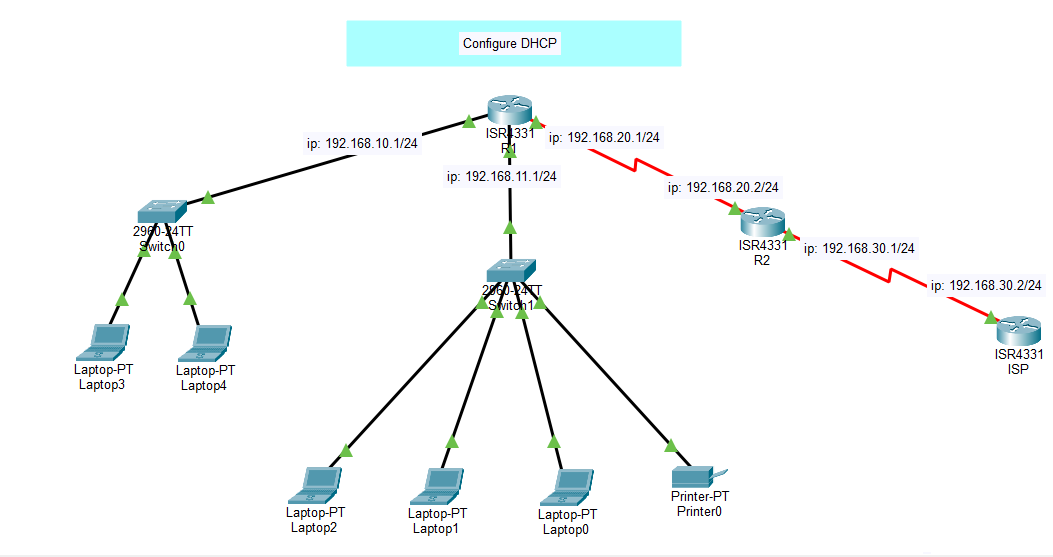 Configure DHCP
ISR4331
R1
ip: 192.168.10.1/24
ip: 192.168.20.1/24
ip: 192.168.11.1/24
ip: 192.168.20.2/24
2960-24TT
Switch0
ISR4331
R2
ip: 192.168.30.1/24
2960-24TT
Switch1
ip: 192.168.30.2/24
ISR4331
ISP
Laptop-PT
Laptop3
Laptop-PT
Laptop4
Laptop-PT
Laptop2
Laptop-PT
Laptop1
Laptop-PT
Laptop0
Printer-PT
Printer0